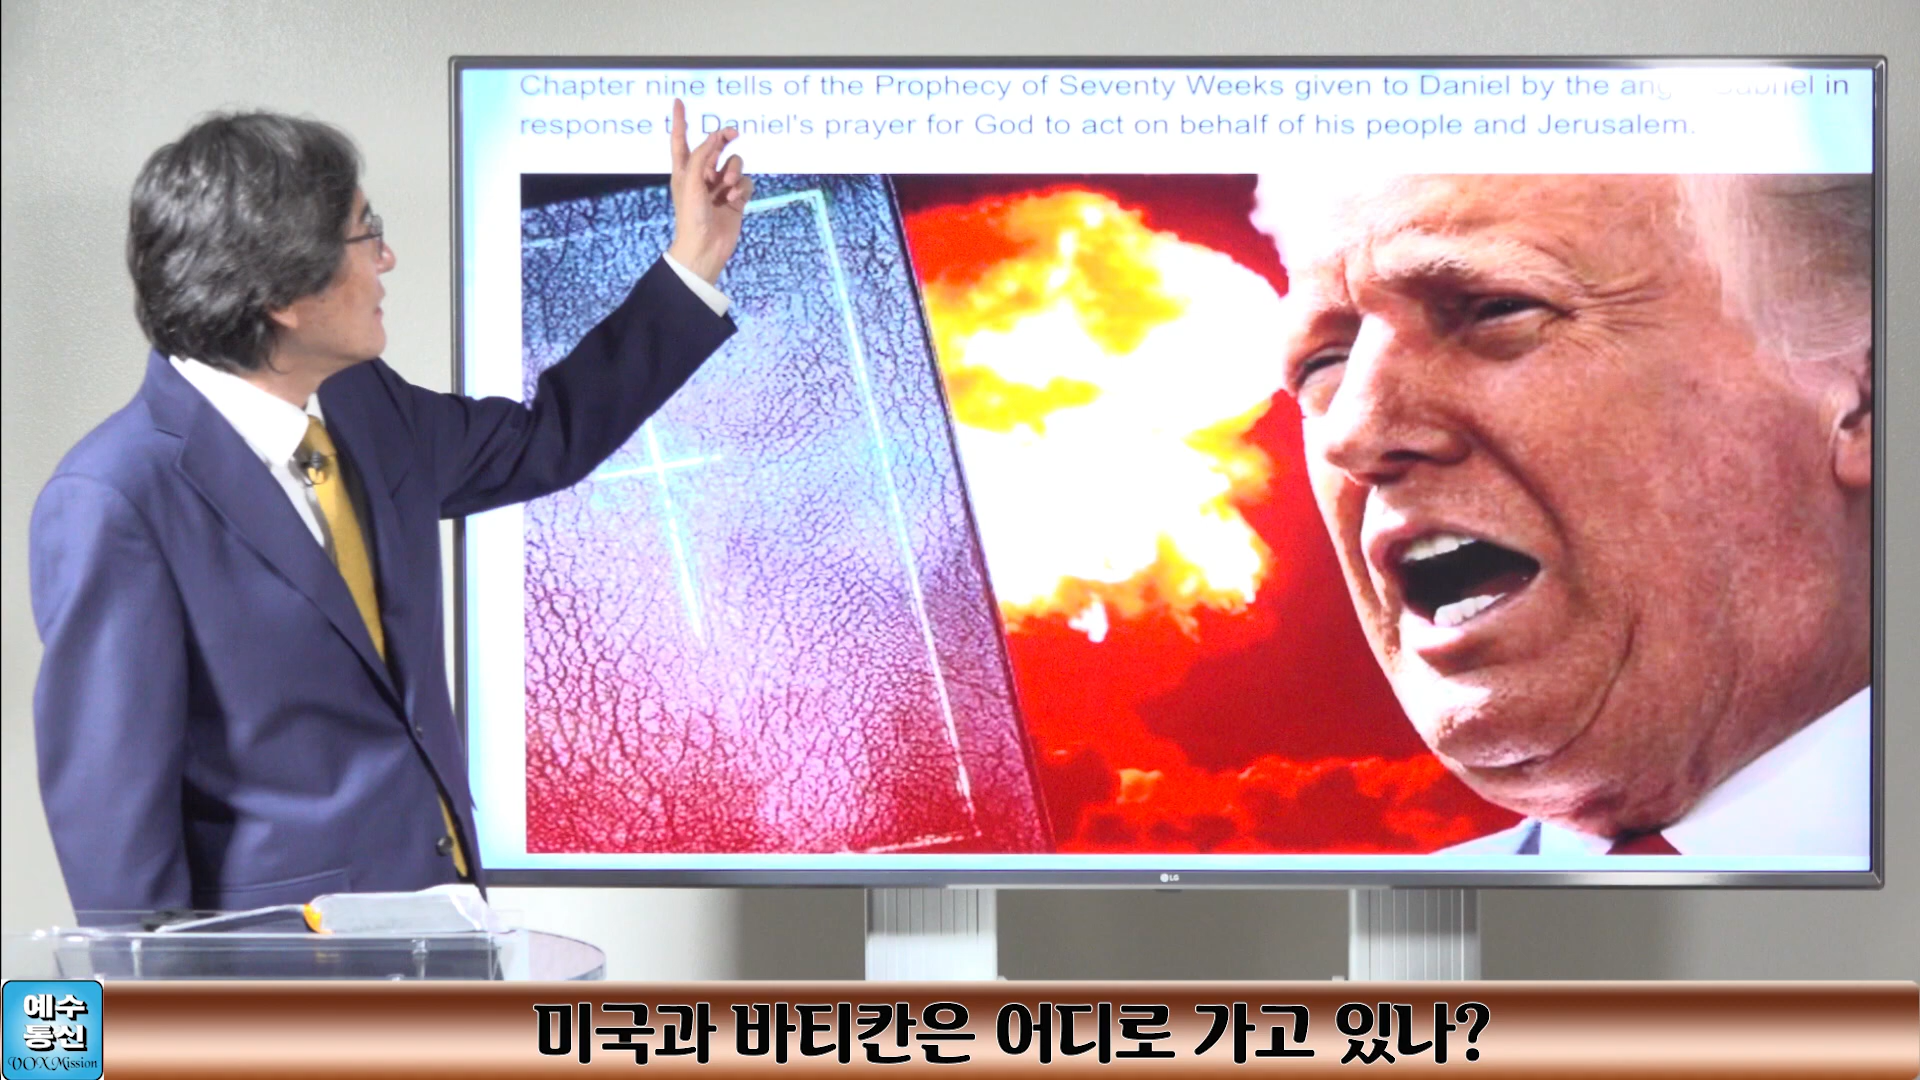 Chapter nine tells of the Prophecy of Seventy Weeks given to Daniel by the in
response Daniel's prayer for God to act on behalf of his people and Jerusalem.
LG
예수
통신
VOX Mission
미국과 바티칸은 어디로 가고 있나?